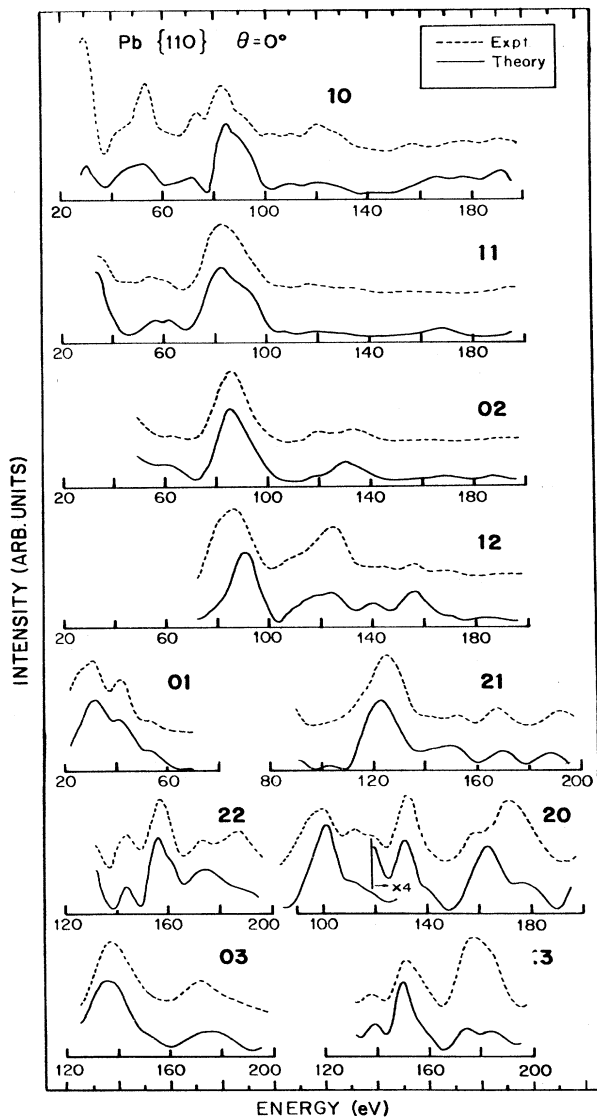 Pb {110} θ=0°
Expt
Theory
10
20 60 100 140 180
11
20 60 100 140 180
02
20 60 100 140 180
12
20 60 100 140 180
01 21
20 60 80 120 160 200
22 20
x4
120 160 200 100 140 180
03 :3
120 160 200 120 160 200
INTENSITY (ARB. UNITS)
ENERGY (eV)